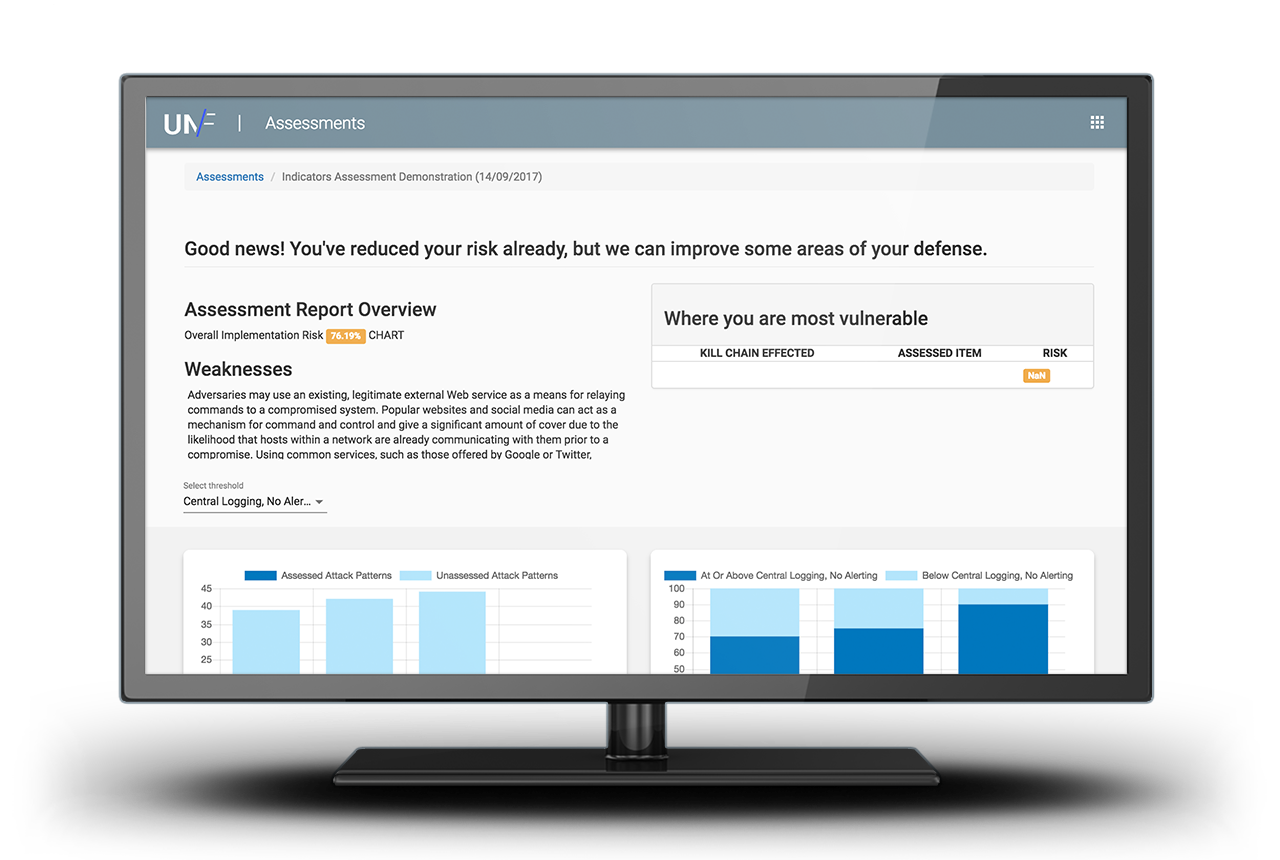 UNF | Assessments
Assessments / Indicators Assessment Demonstration (14/09/2017)
Good news! You've reduced your risk already, but we can improve some areas of your defense.
Assessment Report Overview
Overall Implementation Risk 76.19% CHART
Weaknesses
Adversaries may use an existing, legitimate external Web service as a means for relaying
commands to a compromised system. Popular websites and social media can act as a
mechanism for command and control and give a significant amount of cover due to the
likelihood that hosts within a network are already communicating with them prior to a
compromise. Using common services, such as those offered by Google or Twitter,
Where you are most vulnerable
KILL CHAIN EFFECTED ASSESSED ITEM RISK
NaN
Select threshold
Central Logging, No Aler...
Assessed Attack Patterns Unassessed Attack Patterns
45
40
35
30
25
At Or Above Central Logging, No Alerting Below Central Logging, No Alerting
100
90
80
70
60
50